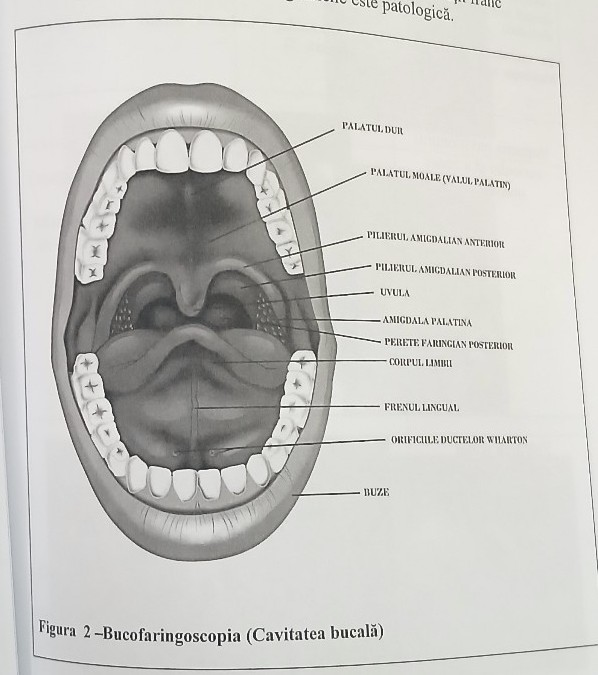 este patologică.
PALATUL DUR
PALATUL MOALE (VALUL PALATIN)
PILIERUL AMIGDALIAN ANTERIOR
PILIERUL AMIGDALIAN POSTERIOR
UVULA
AMIGDALA PALATINA
PERETE FARINGIAN POSTERIOR
CORPUL LIMBII
FRENUL LINGUAL
ORIFICIILE DUCTELOR WHARTON
BUZE
Figura 2 –Bucofaringoscopia (Cavitatea bucală)